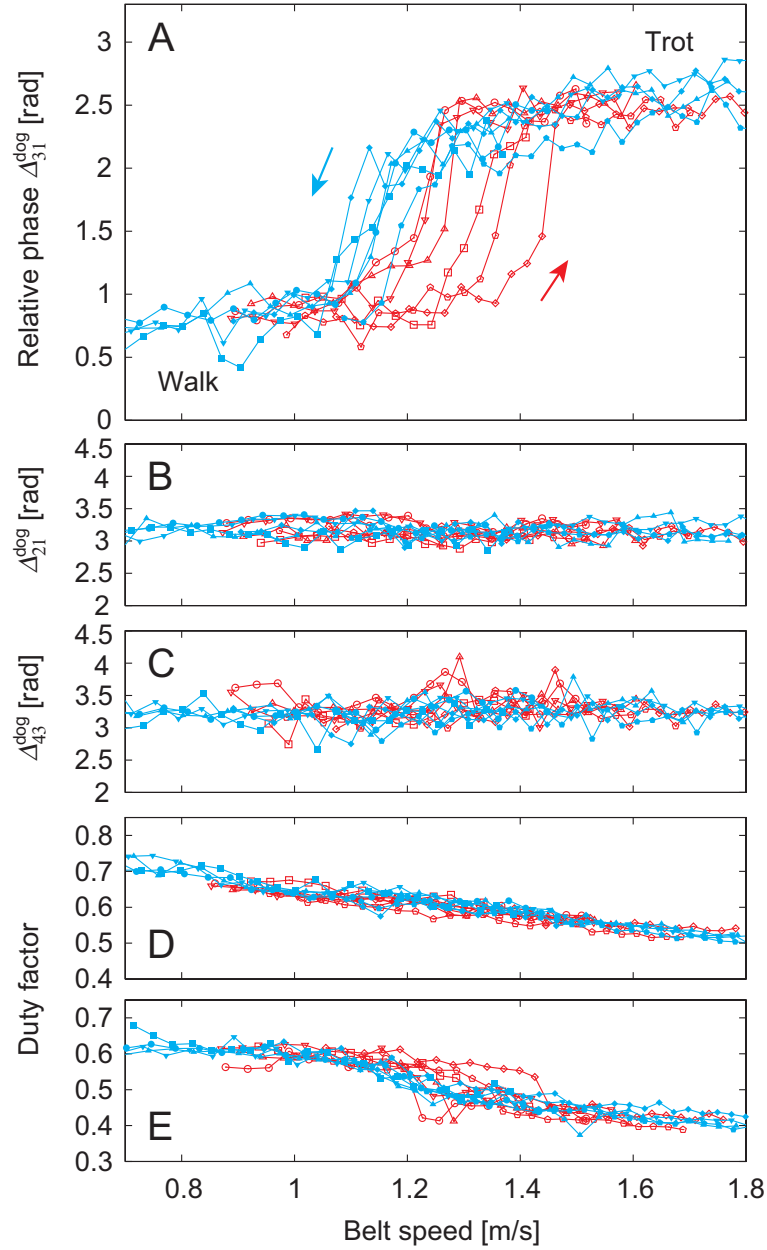 A
Trot
Walk
Relative phase Δ31dog [rad]
3
2.5
2
1.5
1
0.5
0
B
Δ21dog [rad]
4.5
4
3.5
3
2.5
2
C
Δ43dog [rad]
4.5
4
3.5
3
2.5
2
D
0.8
0.7
0.6
0.5
0.4
Duty factor
E
0.7
0.6
0.5
0.4
0.3
0.8 1 1.2 1.4 1.6 1.8
Belt speed [m/s]